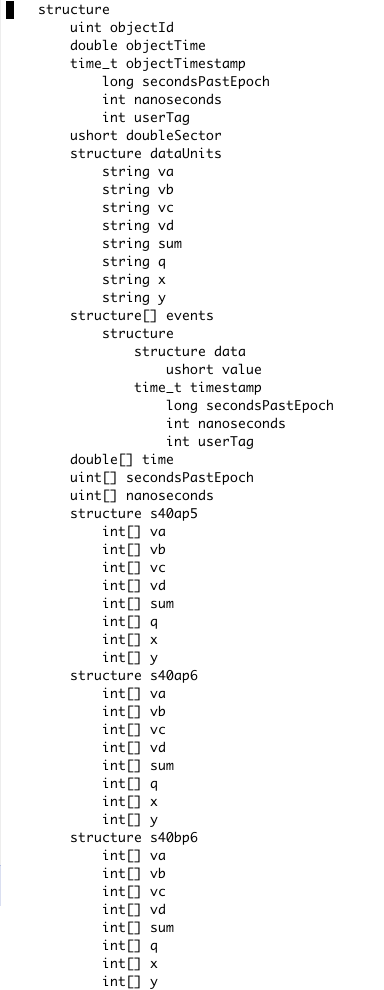 structure
uint objectId
double objectTime
time_t objectTimestamp
long secondsPastEpoch
int nanoseconds
int userTag
ushort doubleSector
structure dataUnits
string va
string vb
string vc
string vd
string sum
string q
string x
string y
structure[] events
structure
structure data
ushort value
time_t timestamp
long secondsPastEpoch
int nanoseconds
int userTag
double[] time
uint[] secondsPastEpoch
uint[] nanoseconds
structure s40ap5
int[] va
int[] vb
int[] vc
int[] vd
int[] sum
int[] q
int[] x
int[] y
structure s40ap6
int[] va
int[] vb
int[] vc
int[] vd
int[] sum
int[] q
int[] x
int[] y
structure s40bp6
int[] va
int[] vb
int[] vc
int[] vd
int[] sum
int[] q
int[] x
int[] y